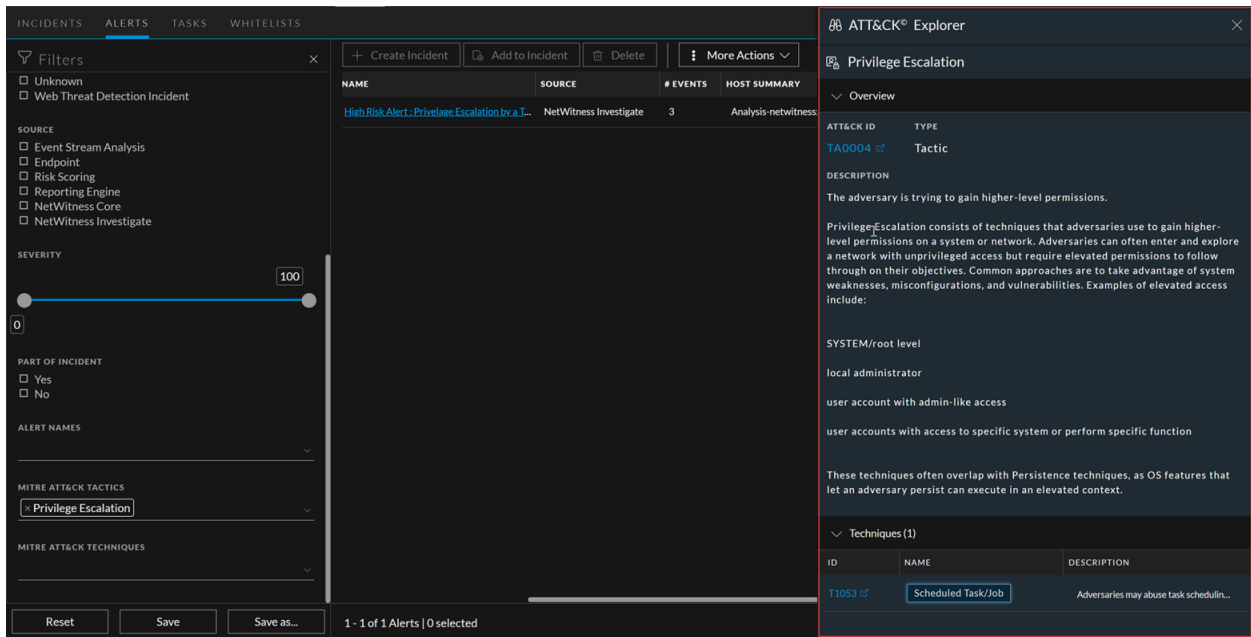 INCIDENTS ALERTS TASKS WHITELISTS
Filters
Unknown
Web Threat Detection Incident
SOURCE
Event Stream Analysis
Endpoint
Risk Scoring
Reporting Engine
NetWitness Core
NetWitness Investigate
SEVERITY
100
0
PART OF INCIDENT
Yes
No
ALERT NAMES
MITRE ATT&CK TACTICS
× Privilege Escalation
MITRE ATT&CK TECHNIQUES
Reset Save Save as...
+ Create Incident Add to Incident Delete More Actions
NAME SOURCE # EVENTS HOST SUMMARY
High Risk Alert : Privelage Escalation by a T... NetWitness Investigate 3 Analysis-netwitness
1 - 1 of 1 Alerts | 0 selected
ATT&CK© Explorer
Privilege Escalation
Overview
ATT&CK ID TYPE
TA0004 Tactic
DESCRIPTION
The adversary is trying to gain higher-level permissions.
Privilege Escalation consists of techniques that adversaries use to gain higher-
level permissions on a system or network. Adversaries can often enter and explore
a network with unprivileged access but require elevated permissions to follow
through on their objectives. Common approaches are to take advantage of system
weaknesses, misconfigurations, and vulnerabilities. Examples of elevated access
include:
SYSTEM/root level
local administrator
user account with admin-like access
user accounts with access to specific system or perform specific function
These techniques often overlap with Persistence techniques, as OS features that
let an adversary persist can execute in an elevated context.
Techniques (1)
ID NAME DESCRIPTION
T1053 Scheduled Task/Job Adversaries may abuse task schedulin...